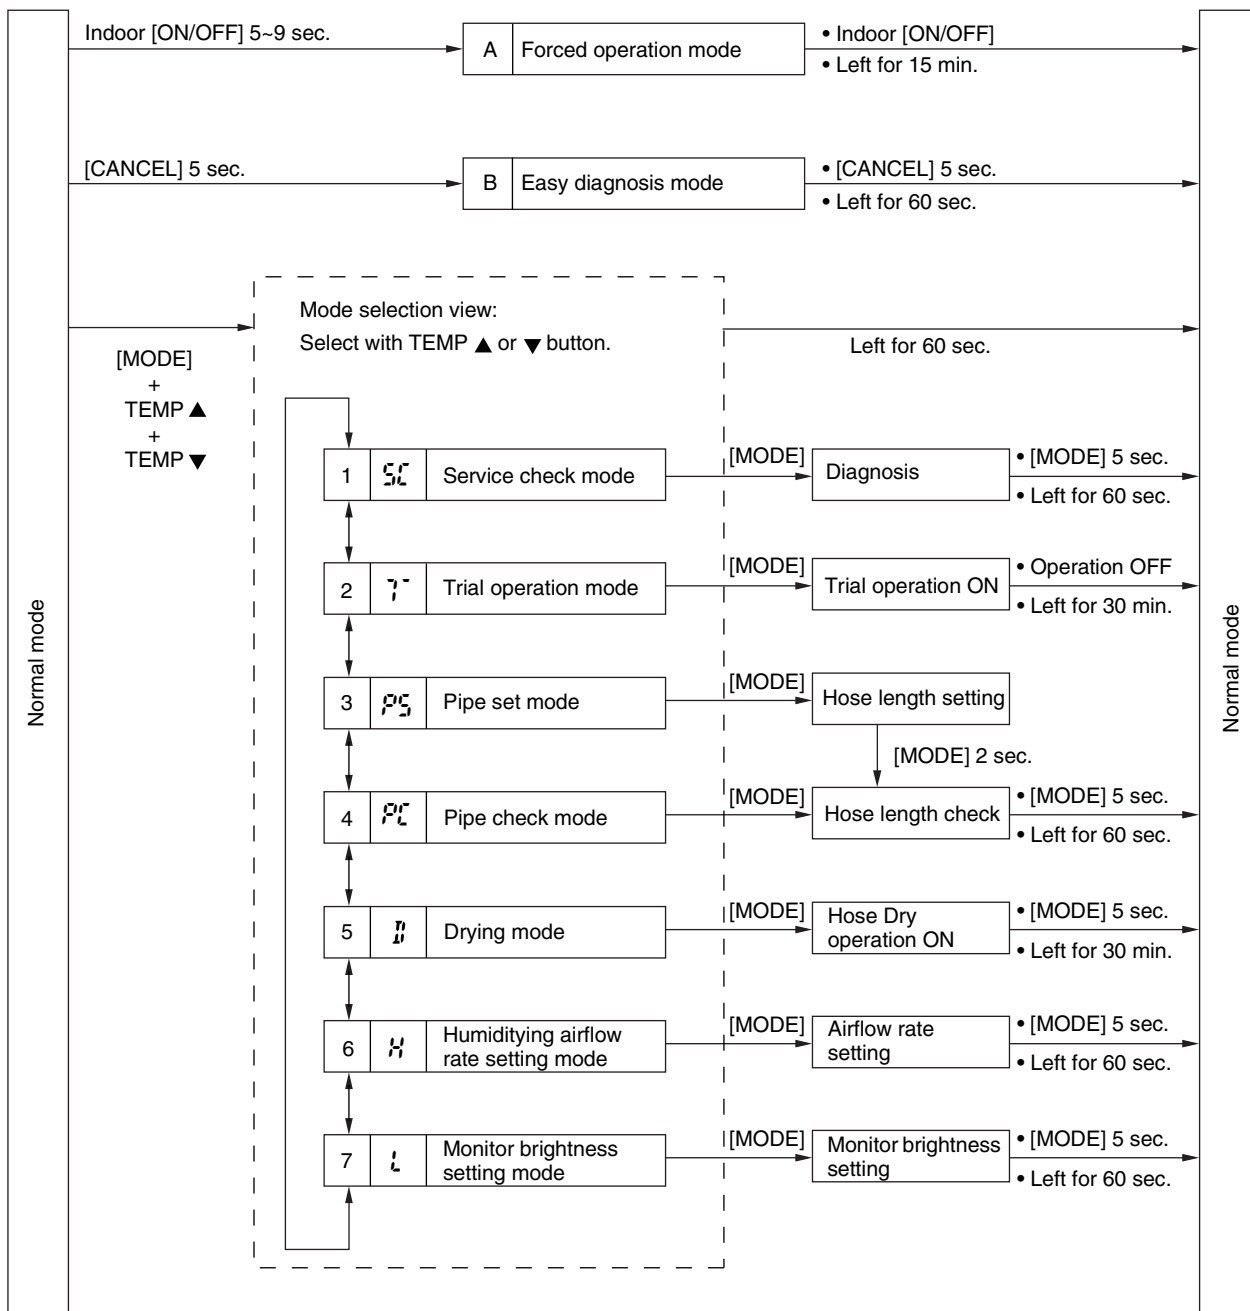 Indoor [ON/OFF] 5~9 sec.
A Forced operation mode
• Indoor [ON/OFF]
• Left for 15 min.
[CANCEL] 5 sec.
B Easy diagnosis mode
• [CANCEL] 5 sec.
• Left for 60 sec.
Mode selection view:
Select with TEMP ▲ or ▼ button.
[MODE]
+
TEMP ▲
+
TEMP ▼
Left for 60 sec.
1 SC Service check mode
[MODE]
Diagnosis
• [MODE] 5 sec.
• Left for 60 sec.
2 T Trial operation mode
[MODE]
Trial operation ON
• Operation OFF
• Left for 30 min.
3 PS Pipe set mode
[MODE]
Hose length setting
[MODE] 2 sec.
4 PC Pipe check mode
[MODE]
Hose length check
• [MODE] 5 sec.
• Left for 60 sec.
5 D Drying mode
[MODE]
Hose Dry
operation ON
• [MODE] 5 sec.
• Left for 30 min.
6 H Humiditying airflow
rate setting mode
[MODE]
Airflow rate
setting
• [MODE] 5 sec.
• Left for 60 sec.
7 L Monitor brightness
setting mode
[MODE]
Monitor brightness
setting
• [MODE] 5 sec.
• Left for 60 sec.
Normal mode
Normal mode